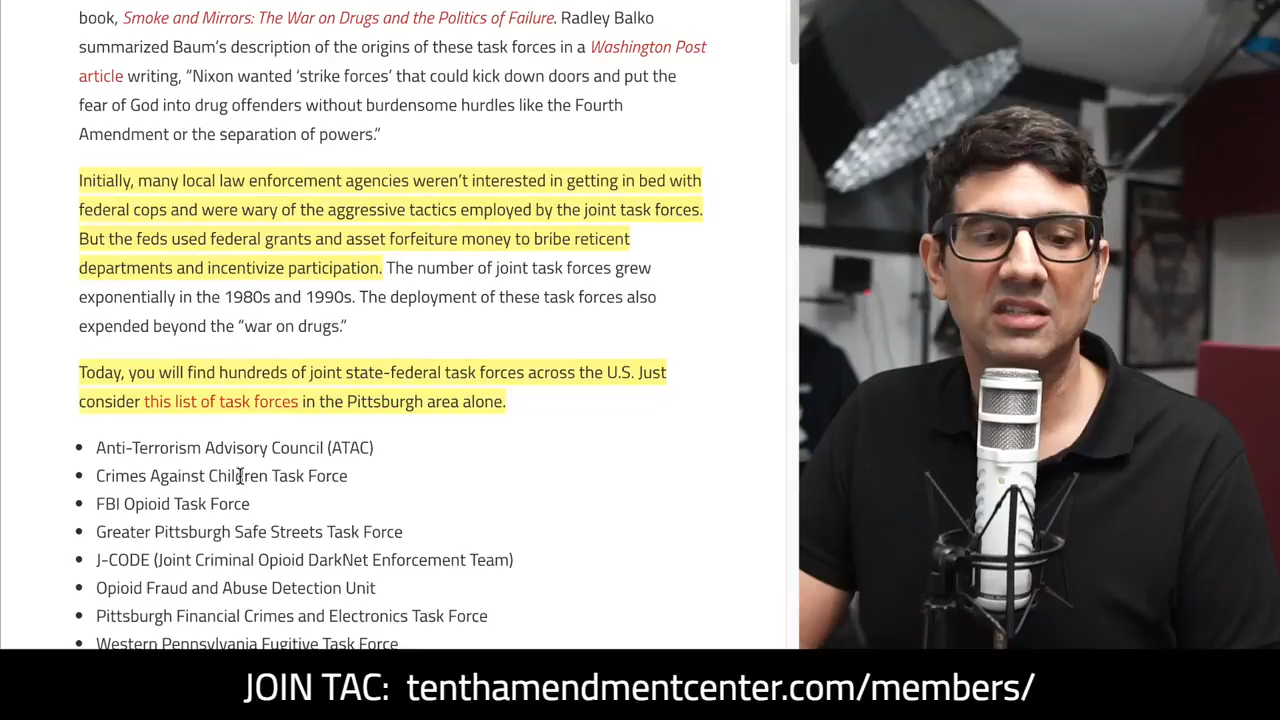 book, Smoke and Mirrors: The War on Drugs and the Politics of Failure. Radley Balko
summarized Baum’s description of the origins of these task forces in a Washington Post
article writing, “Nixon wanted ‘strike forces’ that could kick down doors and put the
fear of God into drug offenders without burdensome hurdles like the Fourth
Amendment or the separation of powers.”
Initially, many local law enforcement agencies weren’t interested in getting in bed with
federal cops and were wary of the aggressive tactics employed by the joint task forces.
But the feds used federal grants and asset forfeiture money to bribe reticent
departments and incentivize participation. The number of joint task forces grew
exponentially in the 1980s and 1990s. The deployment of these task forces also
expended beyond the “war on drugs.”
Today, you will find hundreds of joint state-federal task forces across the U.S. Just
consider this list of task forces in the Pittsburgh area alone.
• Anti-Terrorism Advisory Council (ATAC)
• Crimes Against Children Task Force
• FBI Opioid Task Force
• Greater Pittsburgh Safe Streets Task Force
• J-CODE (Joint Criminal Opioid DarkNet Enforcement Team)
• Opioid Fraud and Abuse Detection Unit
• Pittsburgh Financial Crimes and Electronics Task Force
• Western Pennsylvania Fugitive Task Force
JOIN TAC: tenthamendmentcenter.com/members/